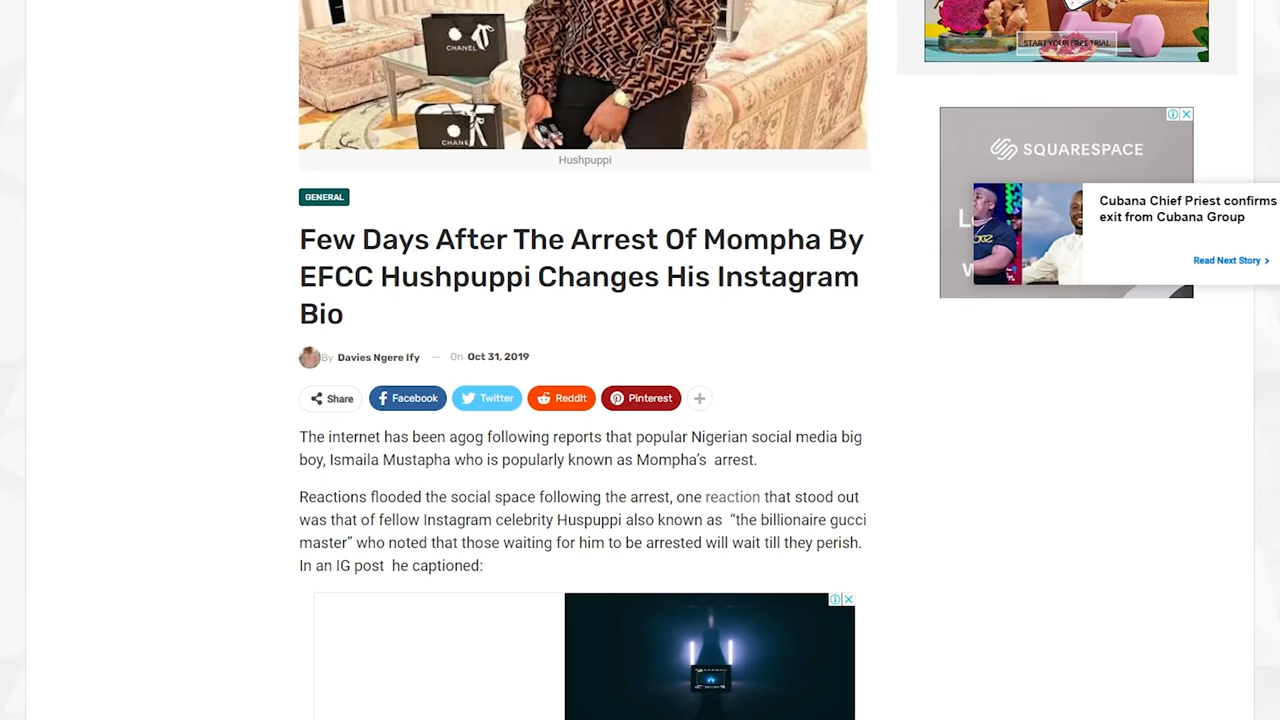 CHANEL
CHANE
START YOUR FREE TRIAL
Hushpuppi
SQUARESPACE
GENERAL
Cubana Chief Priest confirms
exit from Cubana Group
Read Next Story
Few Days After The Arrest Of Mompha By
EFCC Hushpuppi Changes His Instagram
Bio
By Davies Ngere Ify — On Oct 31, 2019
Share Facebook Twitter ReddIt Pinterest +
The internet has been agog following reports that popular Nigerian social media big
boy, Ismaila Mustapha who is popularly known as Mompha’s arrest.
Reactions flooded the social space following the arrest, one reaction that stood out
was that of fellow Instagram celebrity Huspuppi also known as “the billionaire gucci
master” who noted that those waiting for him to be arrested will wait till they perish.
In an IG post he captioned: